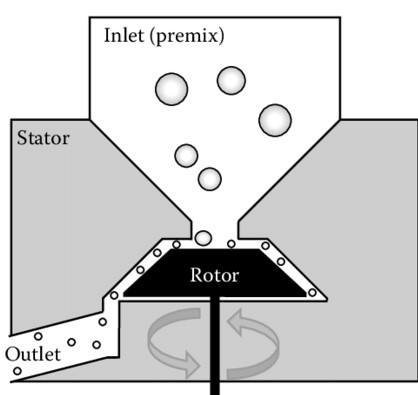 Inlet (premix)
Stator
Rotor
Outlet